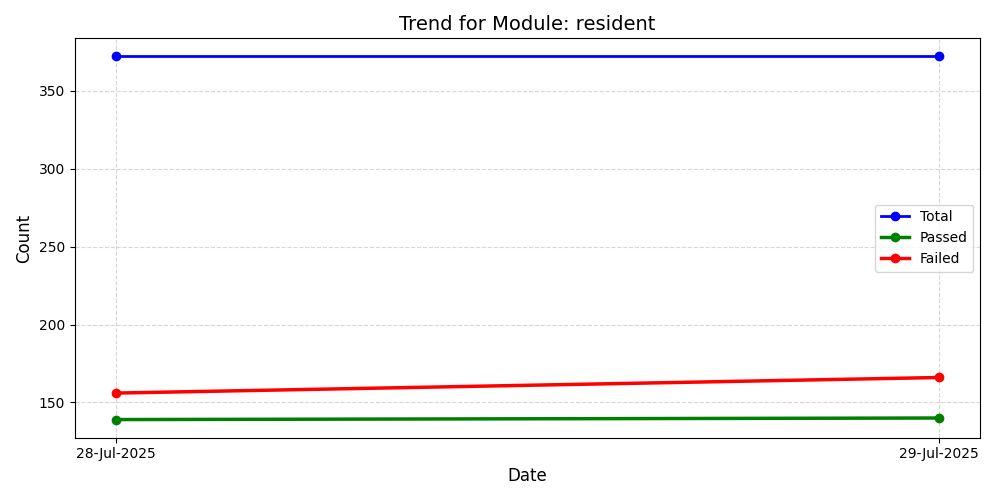 Trend for Module: resident
Count
350
300
250
200
150
Total
Passed
Failed
28-Jul-2025
29-Jul-2025
Date